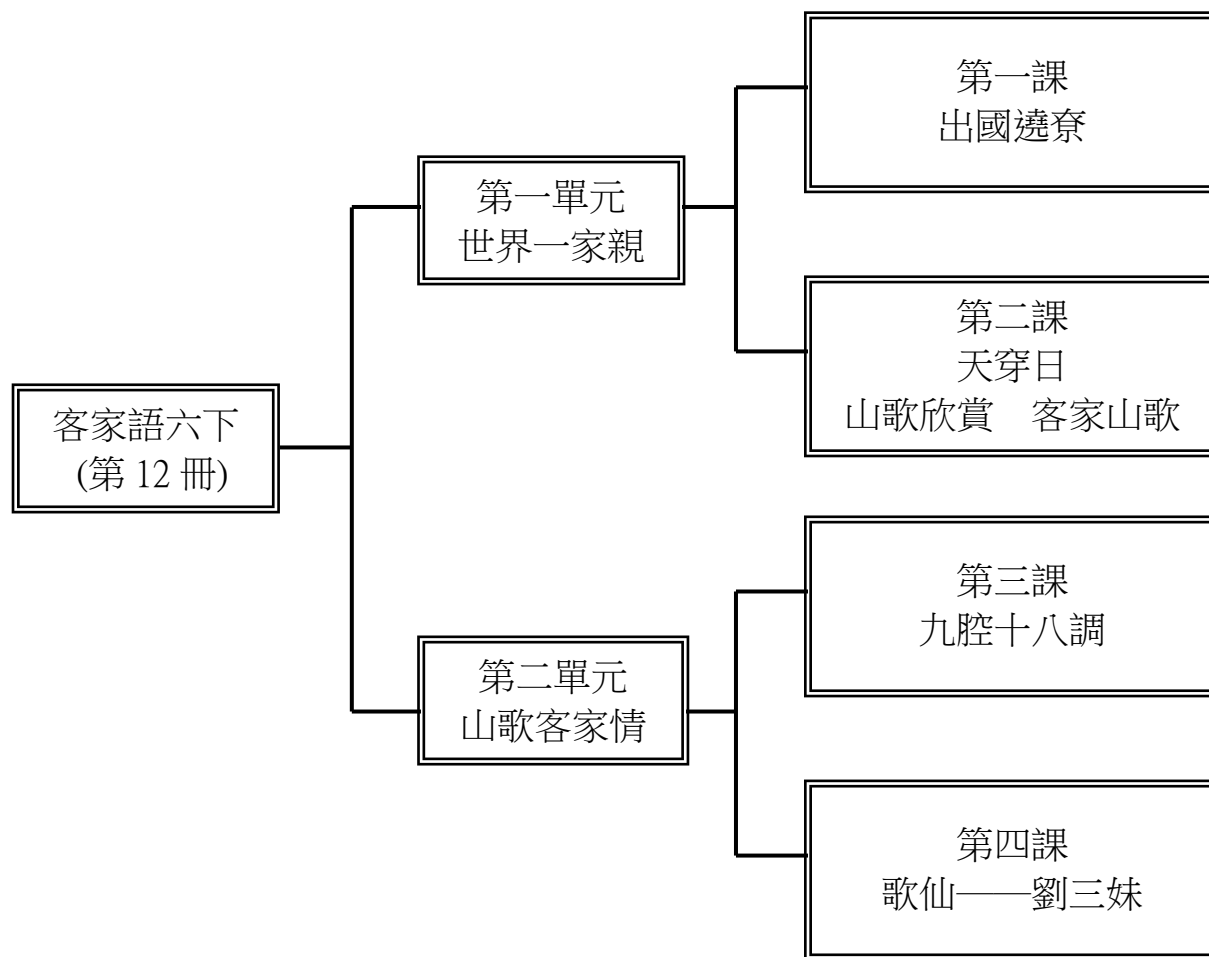 客家語六下
(第 12 冊)
第一單元
世界一家親
第一課
出國遶尞
第二課
天穿日
山歌欣賞　客家山歌
第二單元
山歌客家情
第三課
九腔十八調
第四課
歌仙——劉三妹